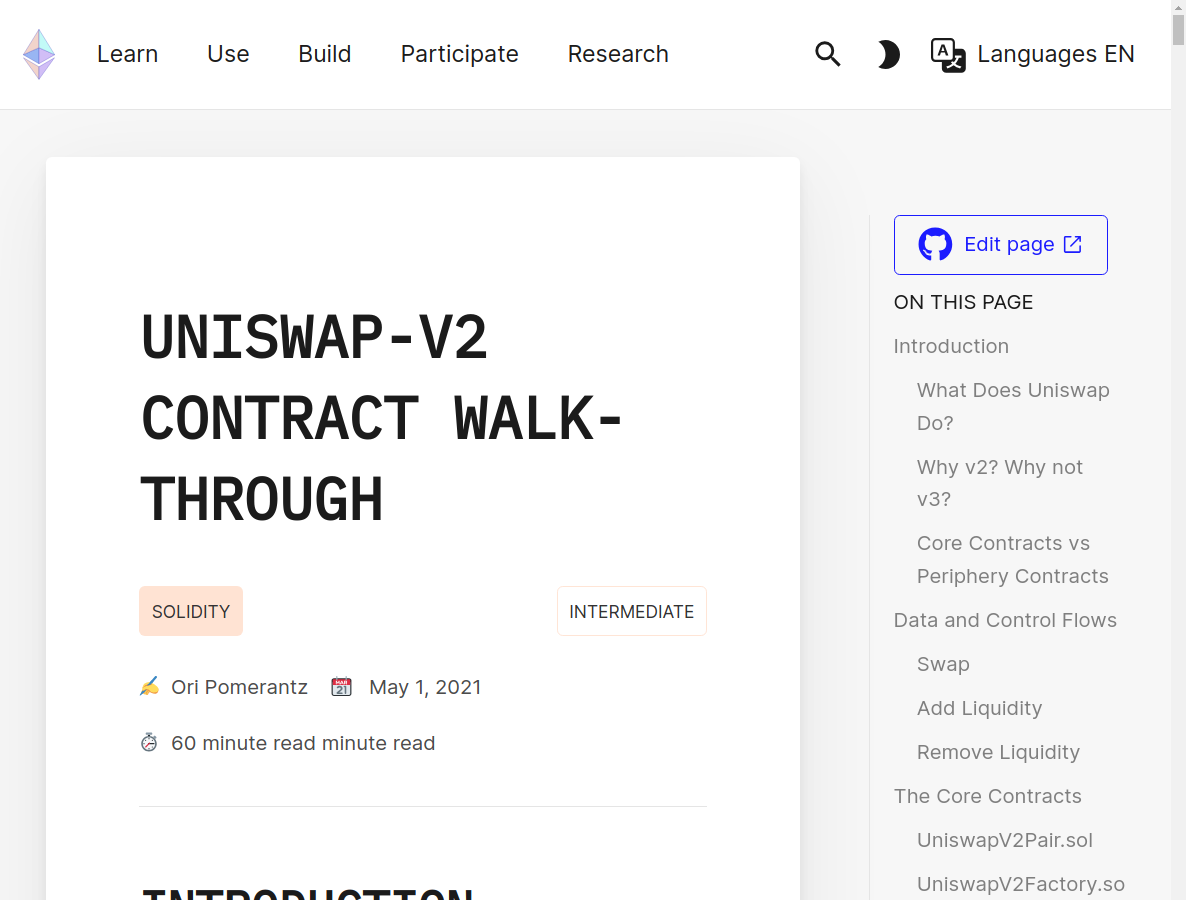 Learn Use Build Participate Research Languages EN
UNISWAP-V2
CONTRACT WALK-
THROUGH
SOLIDITY INTERMEDIATE
Ori Pomerantz MAR 21 May 1, 2021
60 minute read minute read
INTRODUCTION
Edit page
ON THIS PAGE
Introduction
What Does Uniswap
Do?
Why v2? Why not
v3?
Core Contracts vs
Periphery Contracts
Data and Control Flows
Swap
Add Liquidity
Remove Liquidity
The Core Contracts
UniswapV2Pair.sol
UniswapV2Factory.so